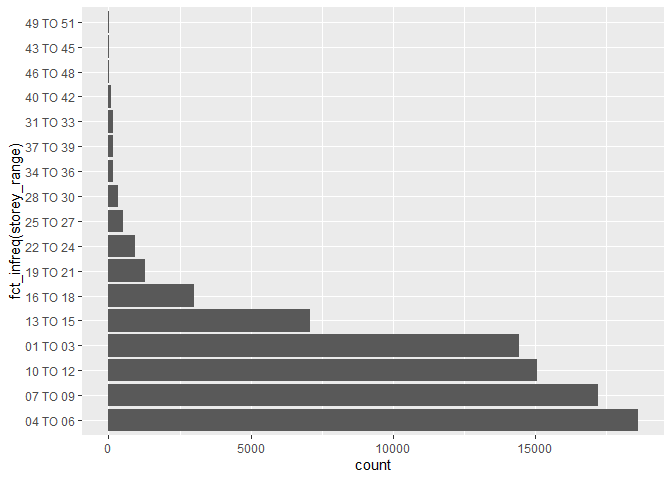 49 TO 51
43 TO 45
46 TO 48
40 TO 42
31 TO 33
37 TO 39
34 TO 36
28 TO 30
25 TO 27
22 TO 24
19 TO 21
16 TO 18
13 TO 15
01 TO 03
10 TO 12
07 TO 09
04 TO 06
fct_infreq(storey_range)
0 5000 10000 15000
count